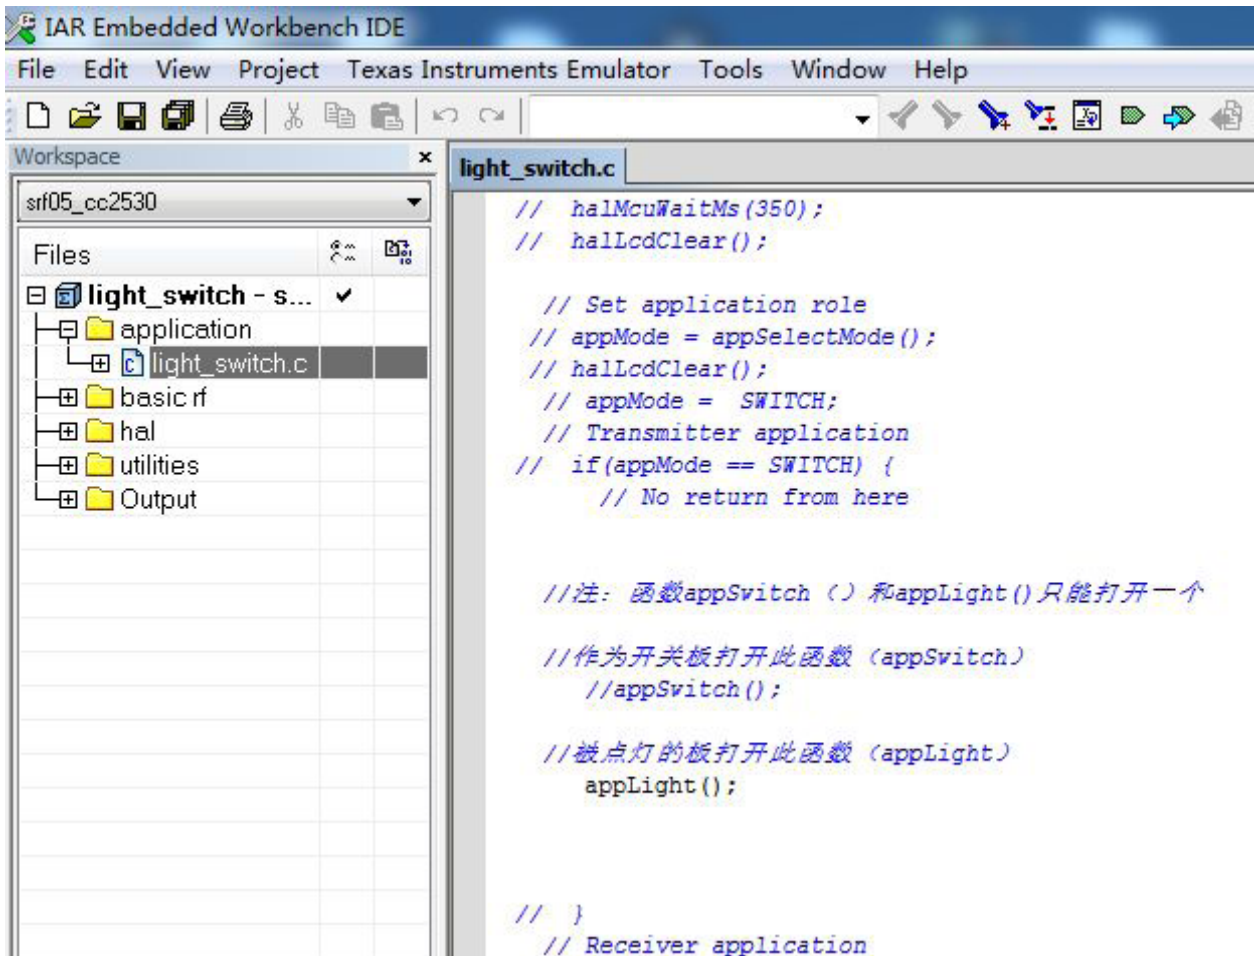 IAR Embedded Workbench IDE
File Edit View Project Texas Instruments Emulator Tools Window Help
Workspace
srf05_cc2530
Files
light_switch - s...
application
light_switch.c
basic rf
hal
utilities
Output
light_switch.c
// halMcuWaitMs(350);
// halLcdClear();
// Set application role
// appMode = appSelectMode();
// halLcdClear();
// appMode = SWITCH;
// Transmitter application
// if(appMode == SWITCH) {
// No return from here
//注：函数appSwitch（）和appLight()只能打开一个
//作为开关板打开此函数（appSwitch）
//appSwitch();
//被点灯的板打开此函数（appLight）
appLight();
// }
// Receiver application